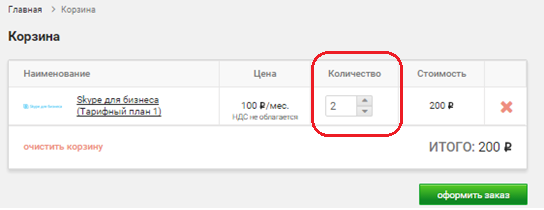 Главная > Корзина
Корзина
Наименование Цена Количество Стоимость
Skype для бизнеса Skype для бизнеса (Тарифный план 1) 100 ₽/мес. НДС не облагается 2 200 ₽
очистить корзину ИТОГО: 200 ₽
оформить заказ